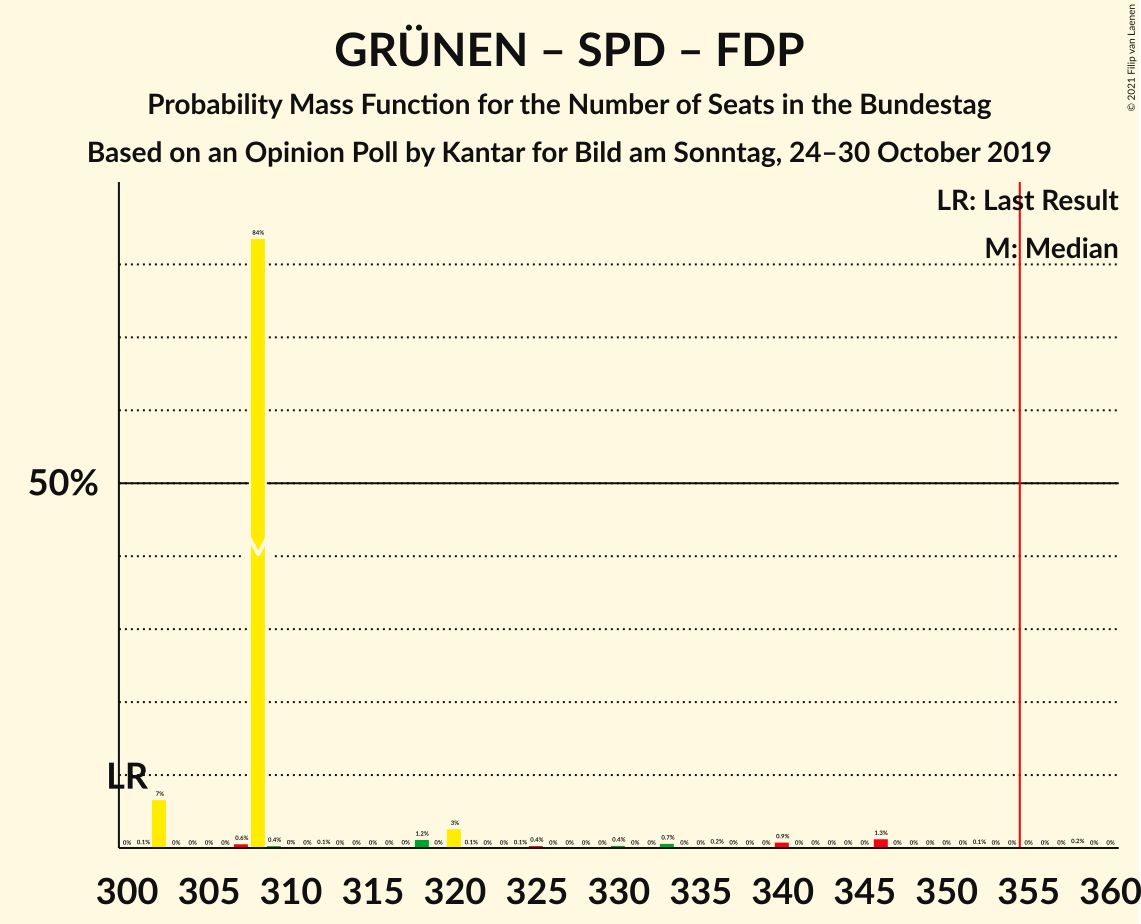 GRÜNEN – SPD – FDP
Probability Mass Function for the Number of Seats in the Bundestag
Based on an Opinion Poll by Kantar for Bild am Sonntag, 24–30 October 2019
© 2021 Filip van Laenen
LR: Last Result
M: Median
84%
50%
M
LR
7%
0% 0.1% 0% 0% 0% 0% 0.6% 0.4% 0% 0% 0.1% 0% 0% 0% 0% 0% 1.2% 0% 3% 0.1% 0% 0% 0.1% 0.4% 0% 0% 0% 0% 0.4% 0% 0% 0.7% 0% 0% 0.2% 0% 0% 0% 0.9% 0% 0% 0% 0% 0% 1.3% 0% 0% 0% 0% 0% 0.1% 0% 0% 0% 0% 0% 0.2% 0% 0%
300 305 310 315 320 325 330 335 340 345 350 355 360